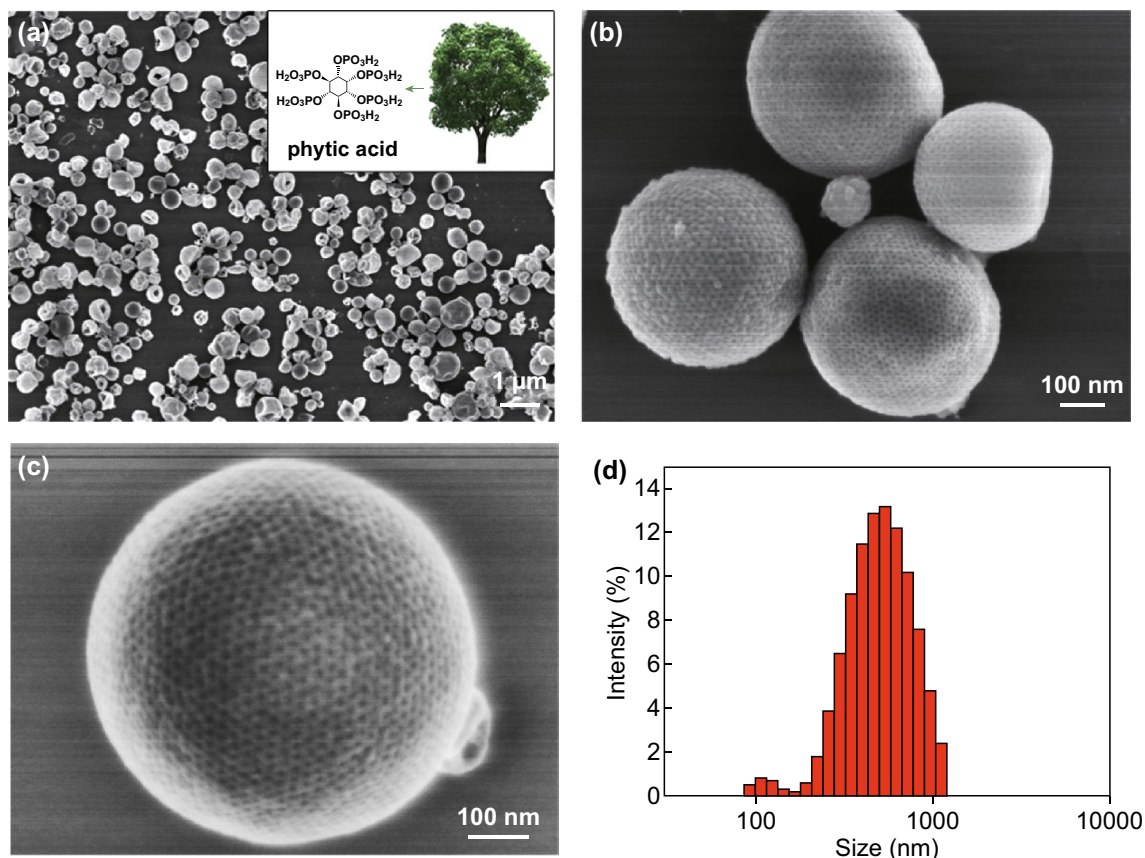 (a)
OPO3H2
H2O3PO OPO3H2
H2O3PO OPO3H2
OPO3H2
phytic acid
1 µm
(b)
100 nm
(c)
100 nm
(d)
14
12
10
8
6
4
2
0
Intensity (%)
100 1000 10000
Size (nm)